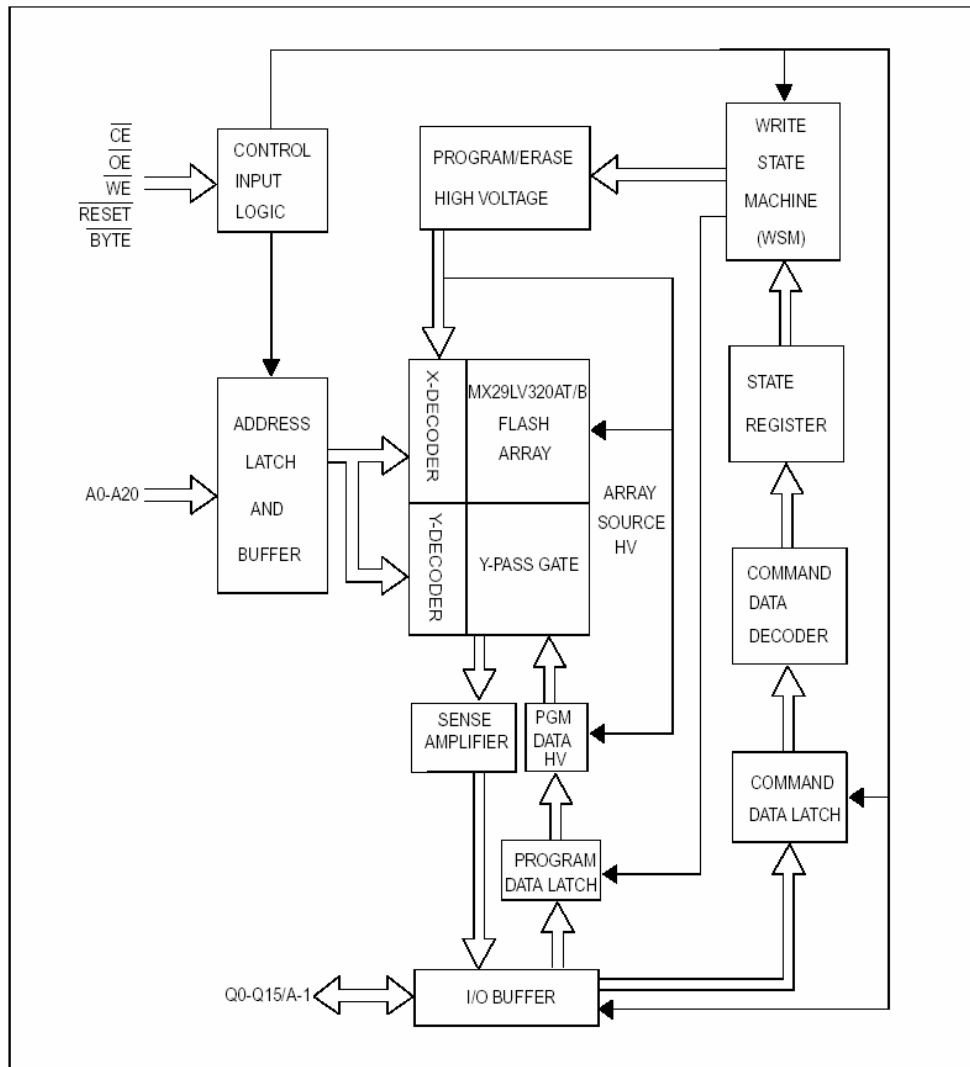 CE
OE
WE
RESET
BYTE
CONTROL
INPUT
LOGIC
PROGRAM/ERASE
HIGH VOLTAGE
WRITE
STATE
MACHINE
(WSM)
A0-A20
ADDRESS
LATCH
AND
BUFFER
X-DECODER
MX29LV320AT/B
FLASH
ARRAY
Y-DECODER
Y-PASS GATE
ARRAY
SOURCE
HV
STATE
REGISTER
COMMAND
DATA
DECODER
SENSE
AMPLIFIER
PGM
DATA
HV
COMMAND
DATA LATCH
PROGRAM
DATA LATCH
Q0-Q15/A-1
I/O BUFFER